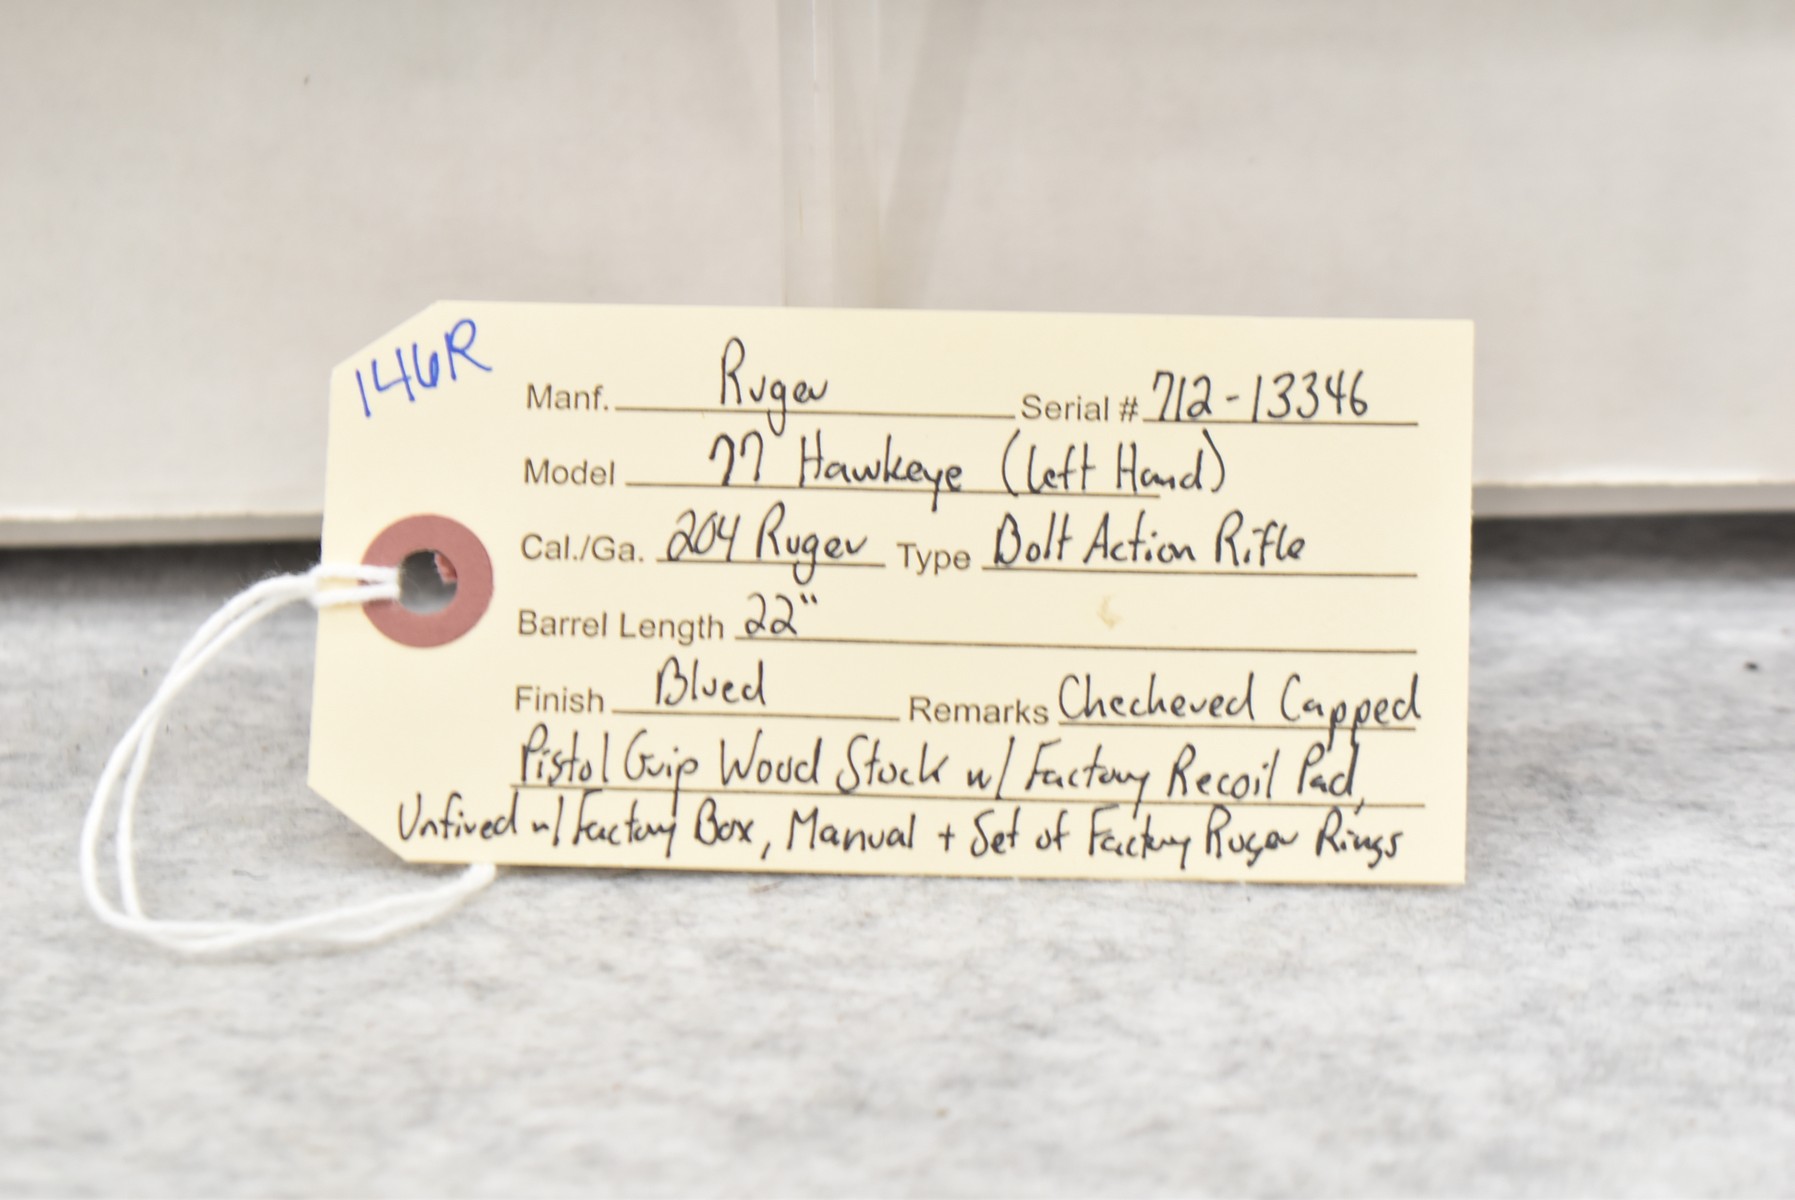 146R
Manf. Ruger Serial # 712-13346
Model 77 Hawkeye (Left Hand)
Cal./Ga. 204 Ruger Type Bolt Action Rifle
Barrel Length 22"
Finish Blued Remarks Checkered Capped
Pistol Grip Wood Stock w/ Factory Recoil Pad,
Unfired w/ Factory Box, Manual + Set of Factory Ruger Rings